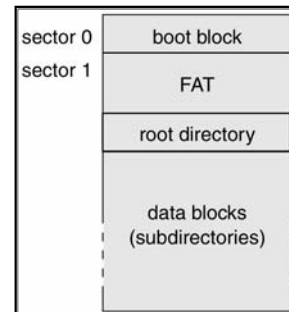 sector 0
boot block
sector 1
FAT
root directory
data blocks
(subdirectories)